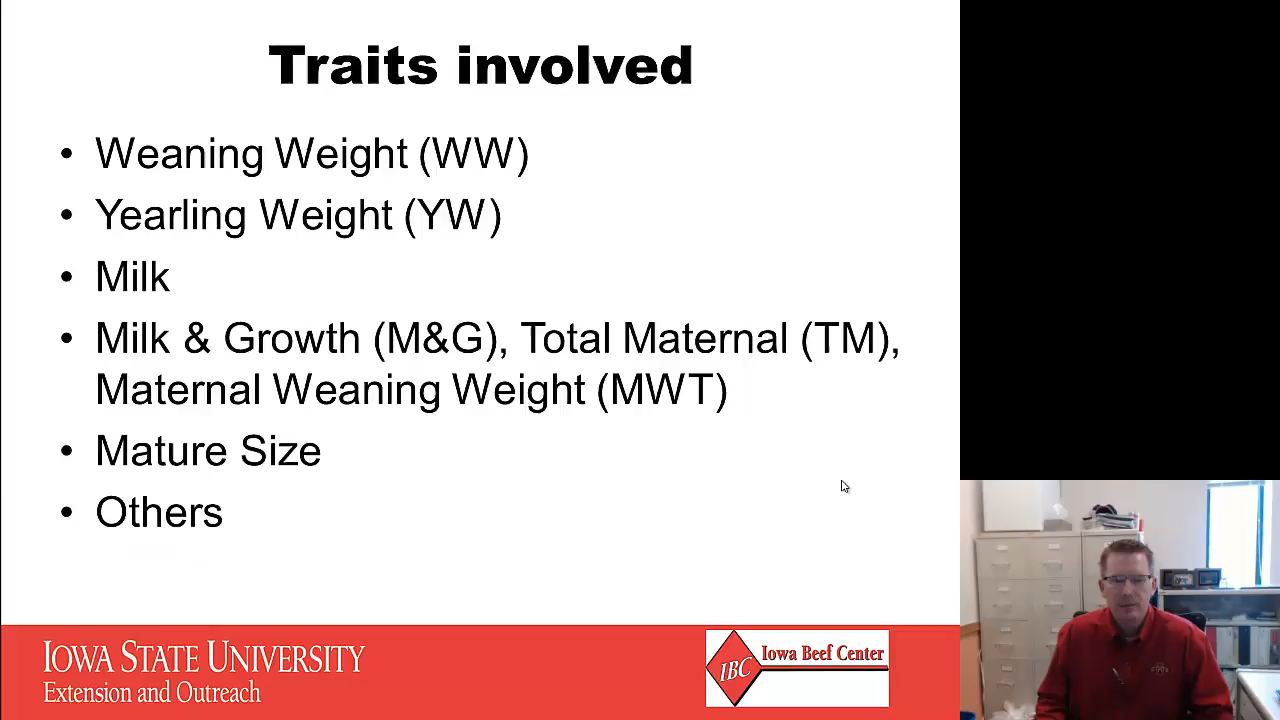 Traits involved
• Weaning Weight (WW)
• Yearling Weight (YW)
• Milk
• Milk & Growth (M&G), Total Maternal (TM),
Maternal Weaning Weight (MWT)
• Mature Size
• Others
IOWA STATE UNIVERSITY
Extension and Outreach
IBC
Iowa Beef Center